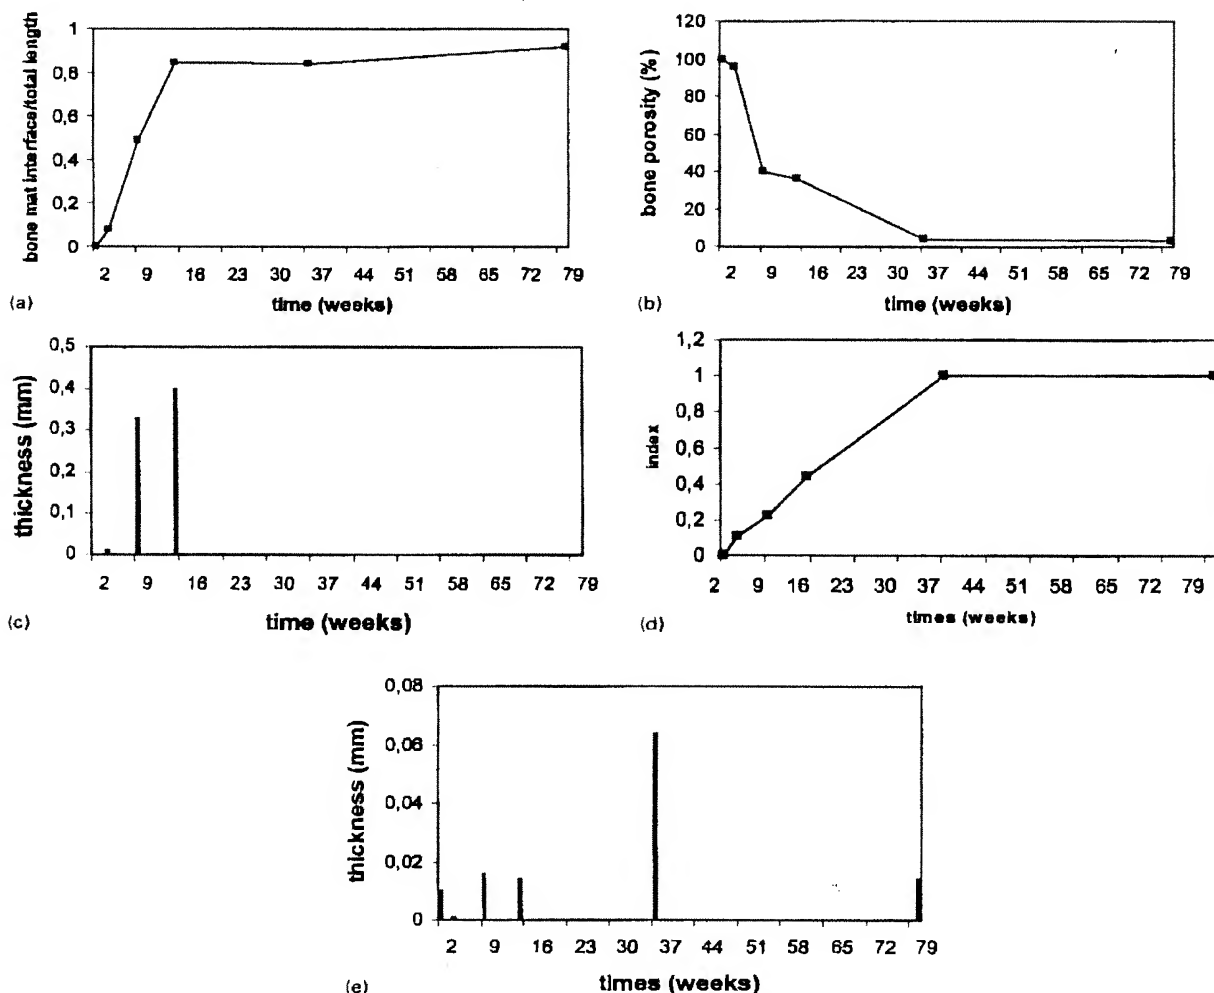 bone mat interface/total length
1
0,8
0,6
0,4
0,2
0
2 9 16 23 30 37 44 51 58 65 72 79
time (weeks)
(a)
bone porosity (%)
120
100
80
60
40
20
0
2 9 16 23 30 37 44 51 58 65 72 79
time (weeks)
(b)
thickness (mm)
0,5
0,4
0,3
0,2
0,1
0
2 9 16 23 30 37 44 51 58 65 72 79
time (weeks)
(c)
index
1,2
1
0,8
0,6
0,4
0,2
0
2 9 16 23 30 37 44 51 58 65 72 79
times (weeks)
(d)
thickness (mm)
0,08
0,06
0,04
0,02
0
2 9 16 23 30 37 44 51 58 65 72 79
times (weeks)
(e)